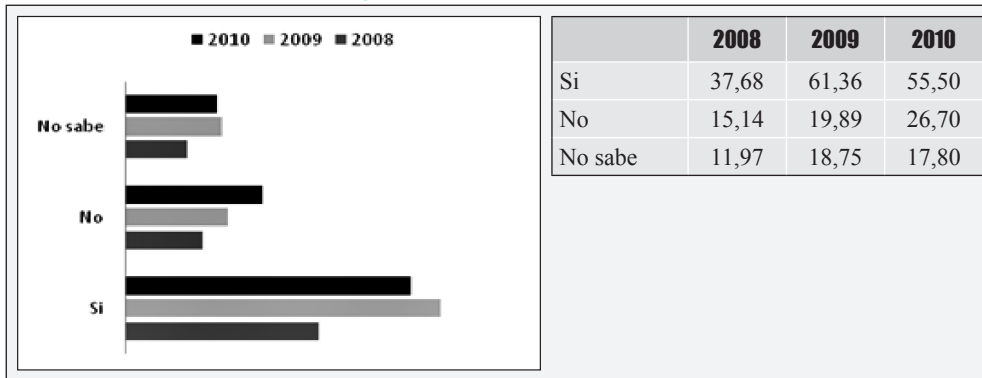 2010 2009 2008
No sabe
No
Si
2008 2009 2010
Si 37,68 61,36 55,50
No 15,14 19,89 26,70
No sabe 11,97 18,75 17,80